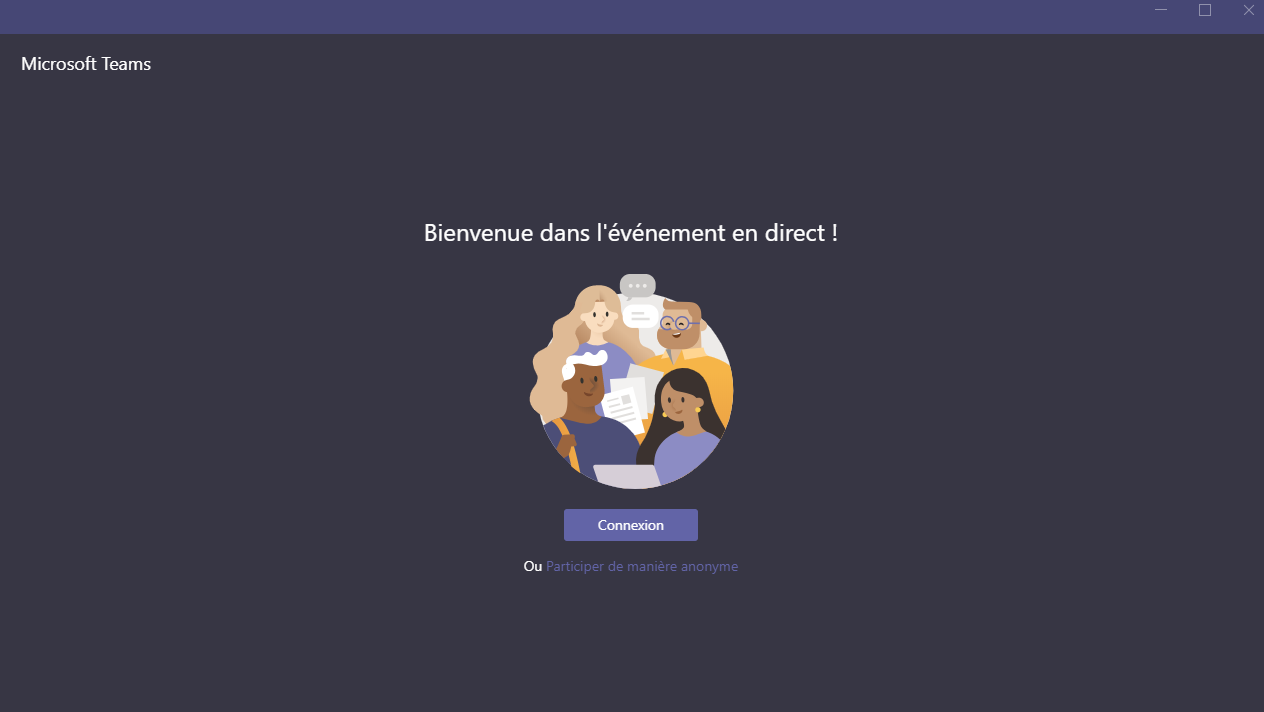 Microsoft Teams
Bienvenue dans l'événement en direct !
Connexion
Ou Participer de manière anonyme